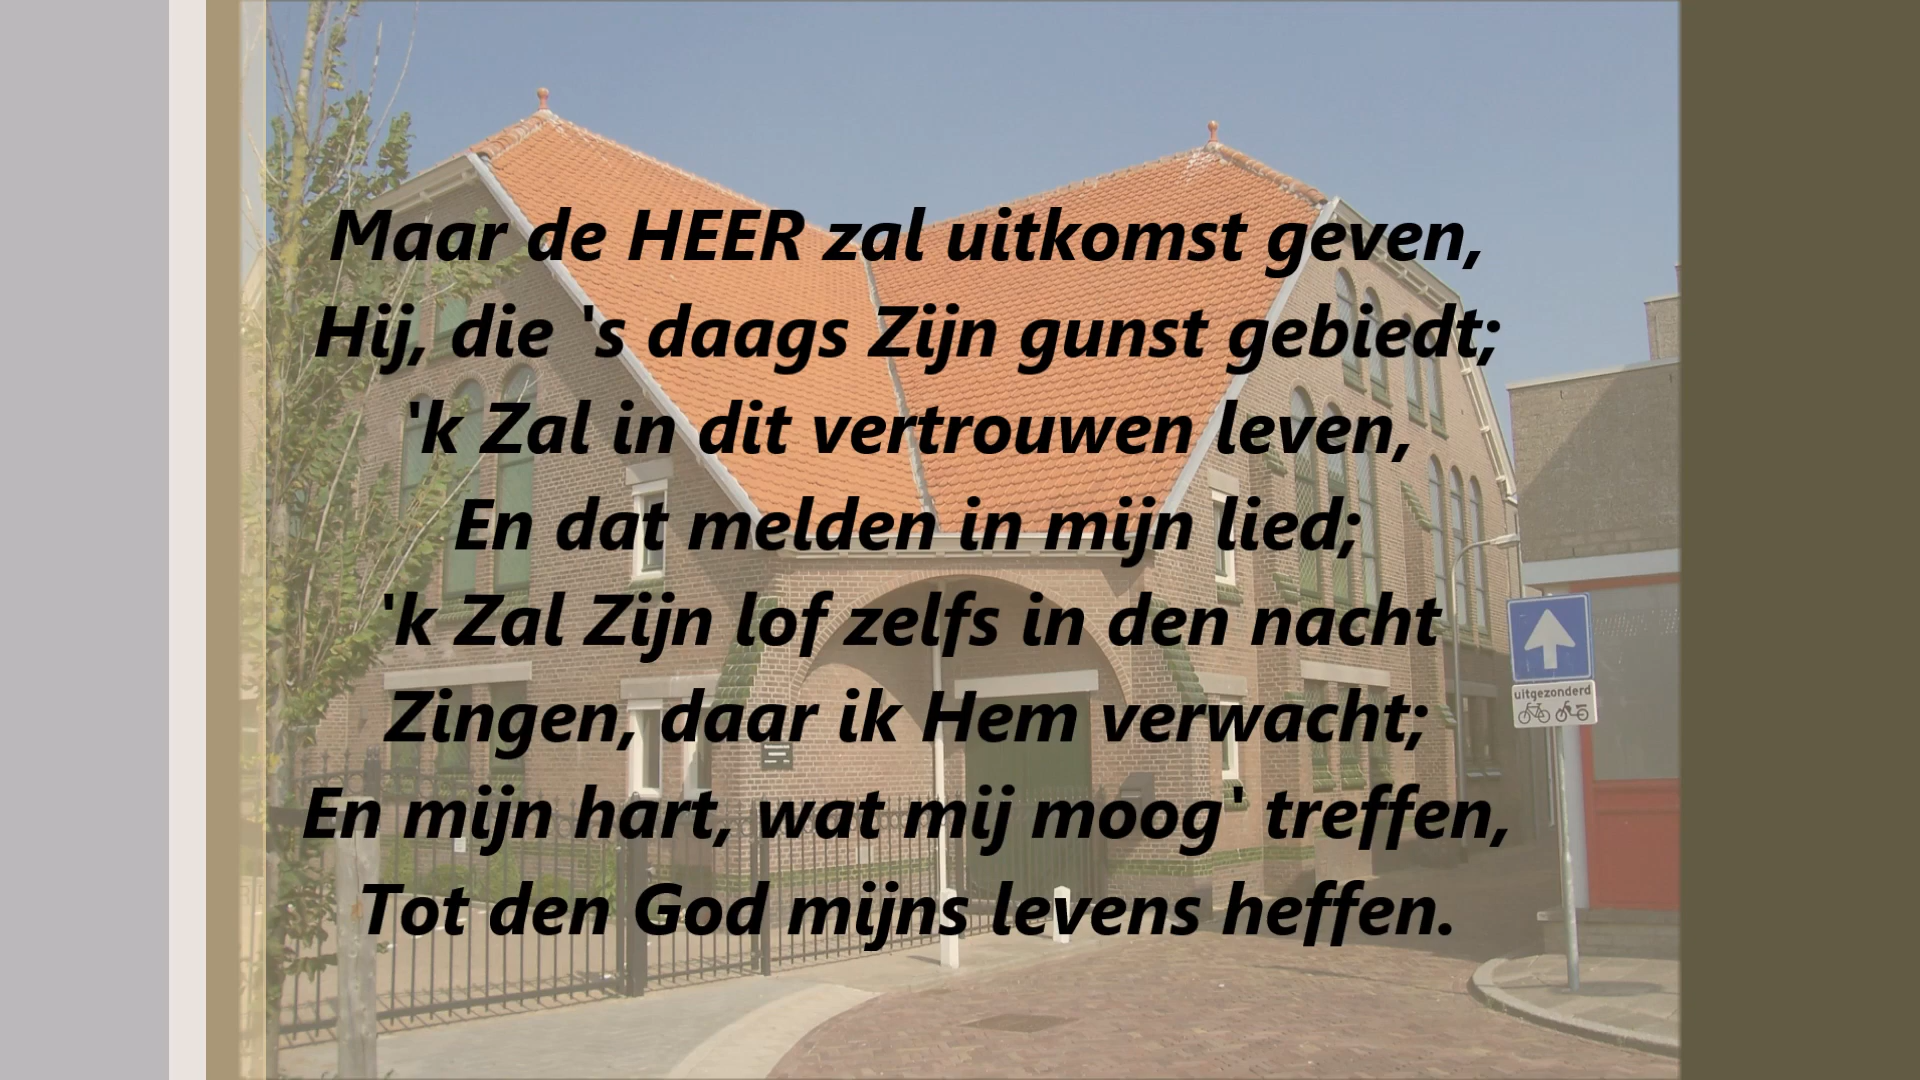 Maar de HEER zal uitkomst geven,
Hij, die 's daags Zijn gunst gebiedt;
'k Zal in dit vertrouwen leven,
En dat melden in mijn lied;
'k Zal Zijn lof zelfs in den nacht
Zingen, daar ik Hem verwacht;
En mijn hart, wat mij moog' treffen,
Tot den God mijns levens heffen.
uitgezonderd